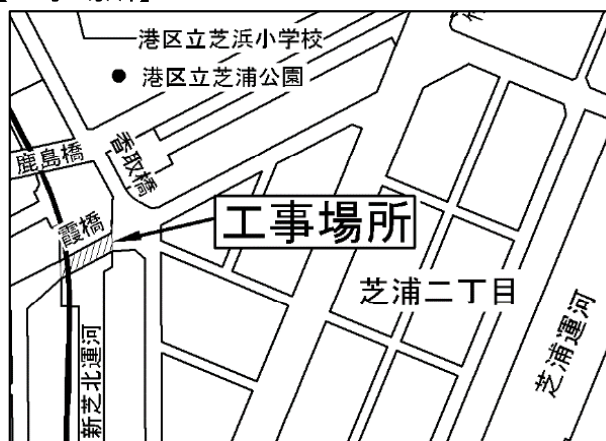 港区立芝浜小学校
港区立芝浦公園
香取橋
鹿島橋
霞橋
工事場所
芝浦二丁目
芝浦運河
新芝北運河